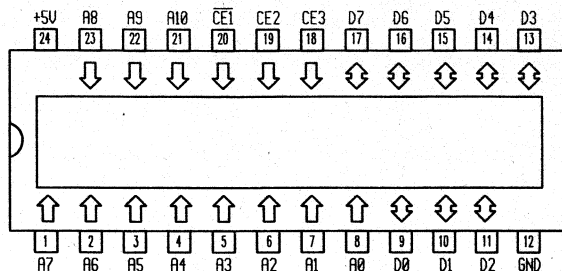 +5V A8 A9 A10 C̅E̅1 CE2 CE3 D7 D6 D5 D4 D3
24 23 22 21 20 19 18 17 16 15 14 13
1 2 3 4 5 6 7 8 9 10 11 12
A7 A6 A5 A4 A3 A2 A1 A0 D0 D1 D2 GND